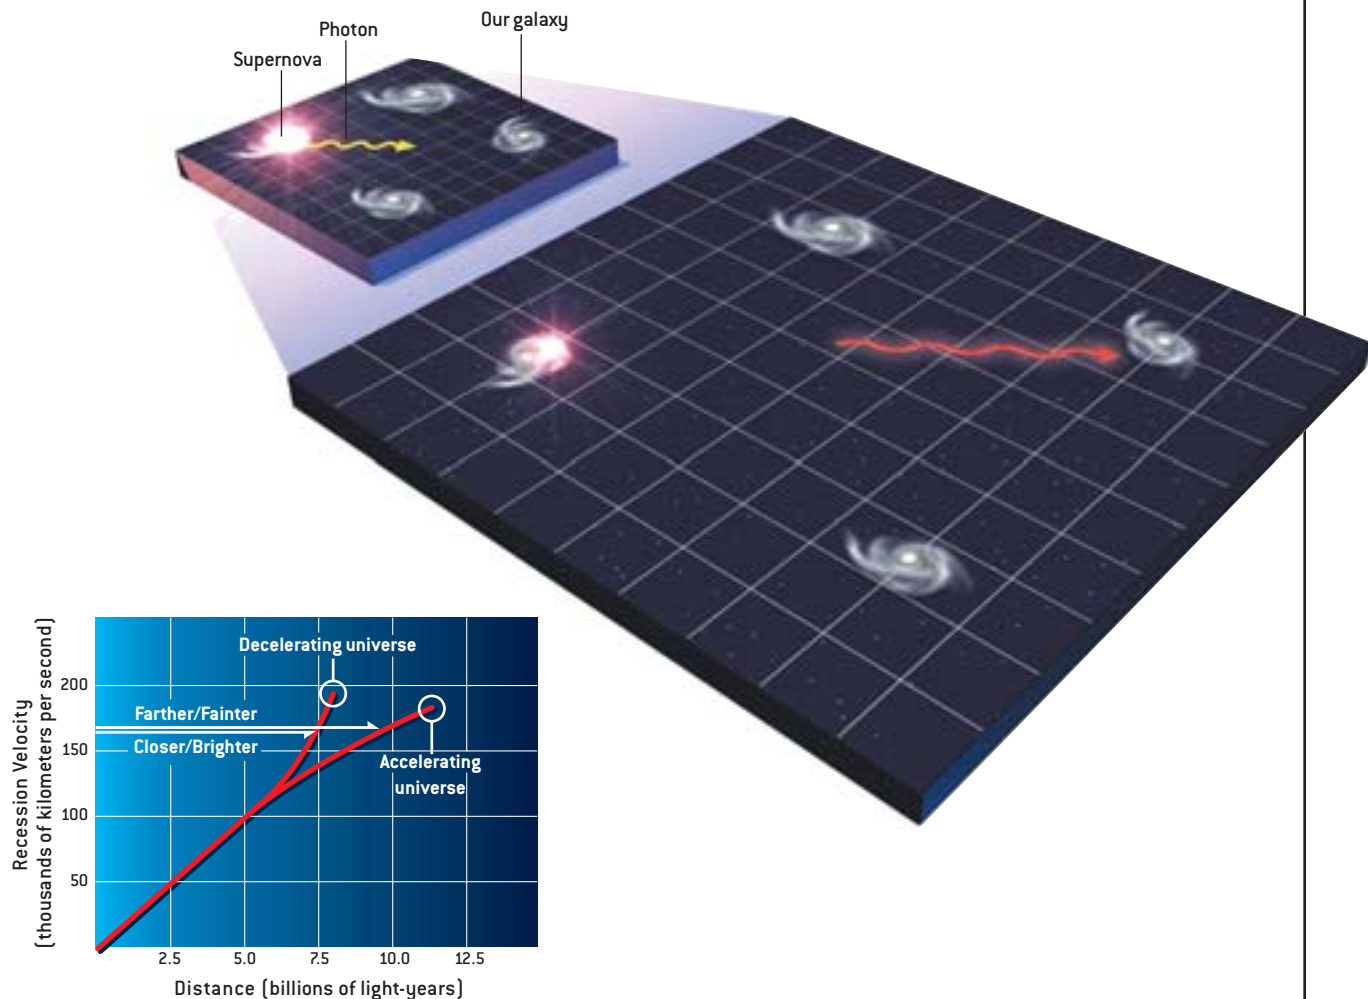 Our galaxy
Photon
Supernova
Recession Velocity
(thousands of kilometers per second)
200
150
100
50
Decelerating universe
Farther/Fainter
Closer/Brighter
Accelerating
universe
2.5 5.0 7.5 10.0 12.5
Distance (billions of light-years)